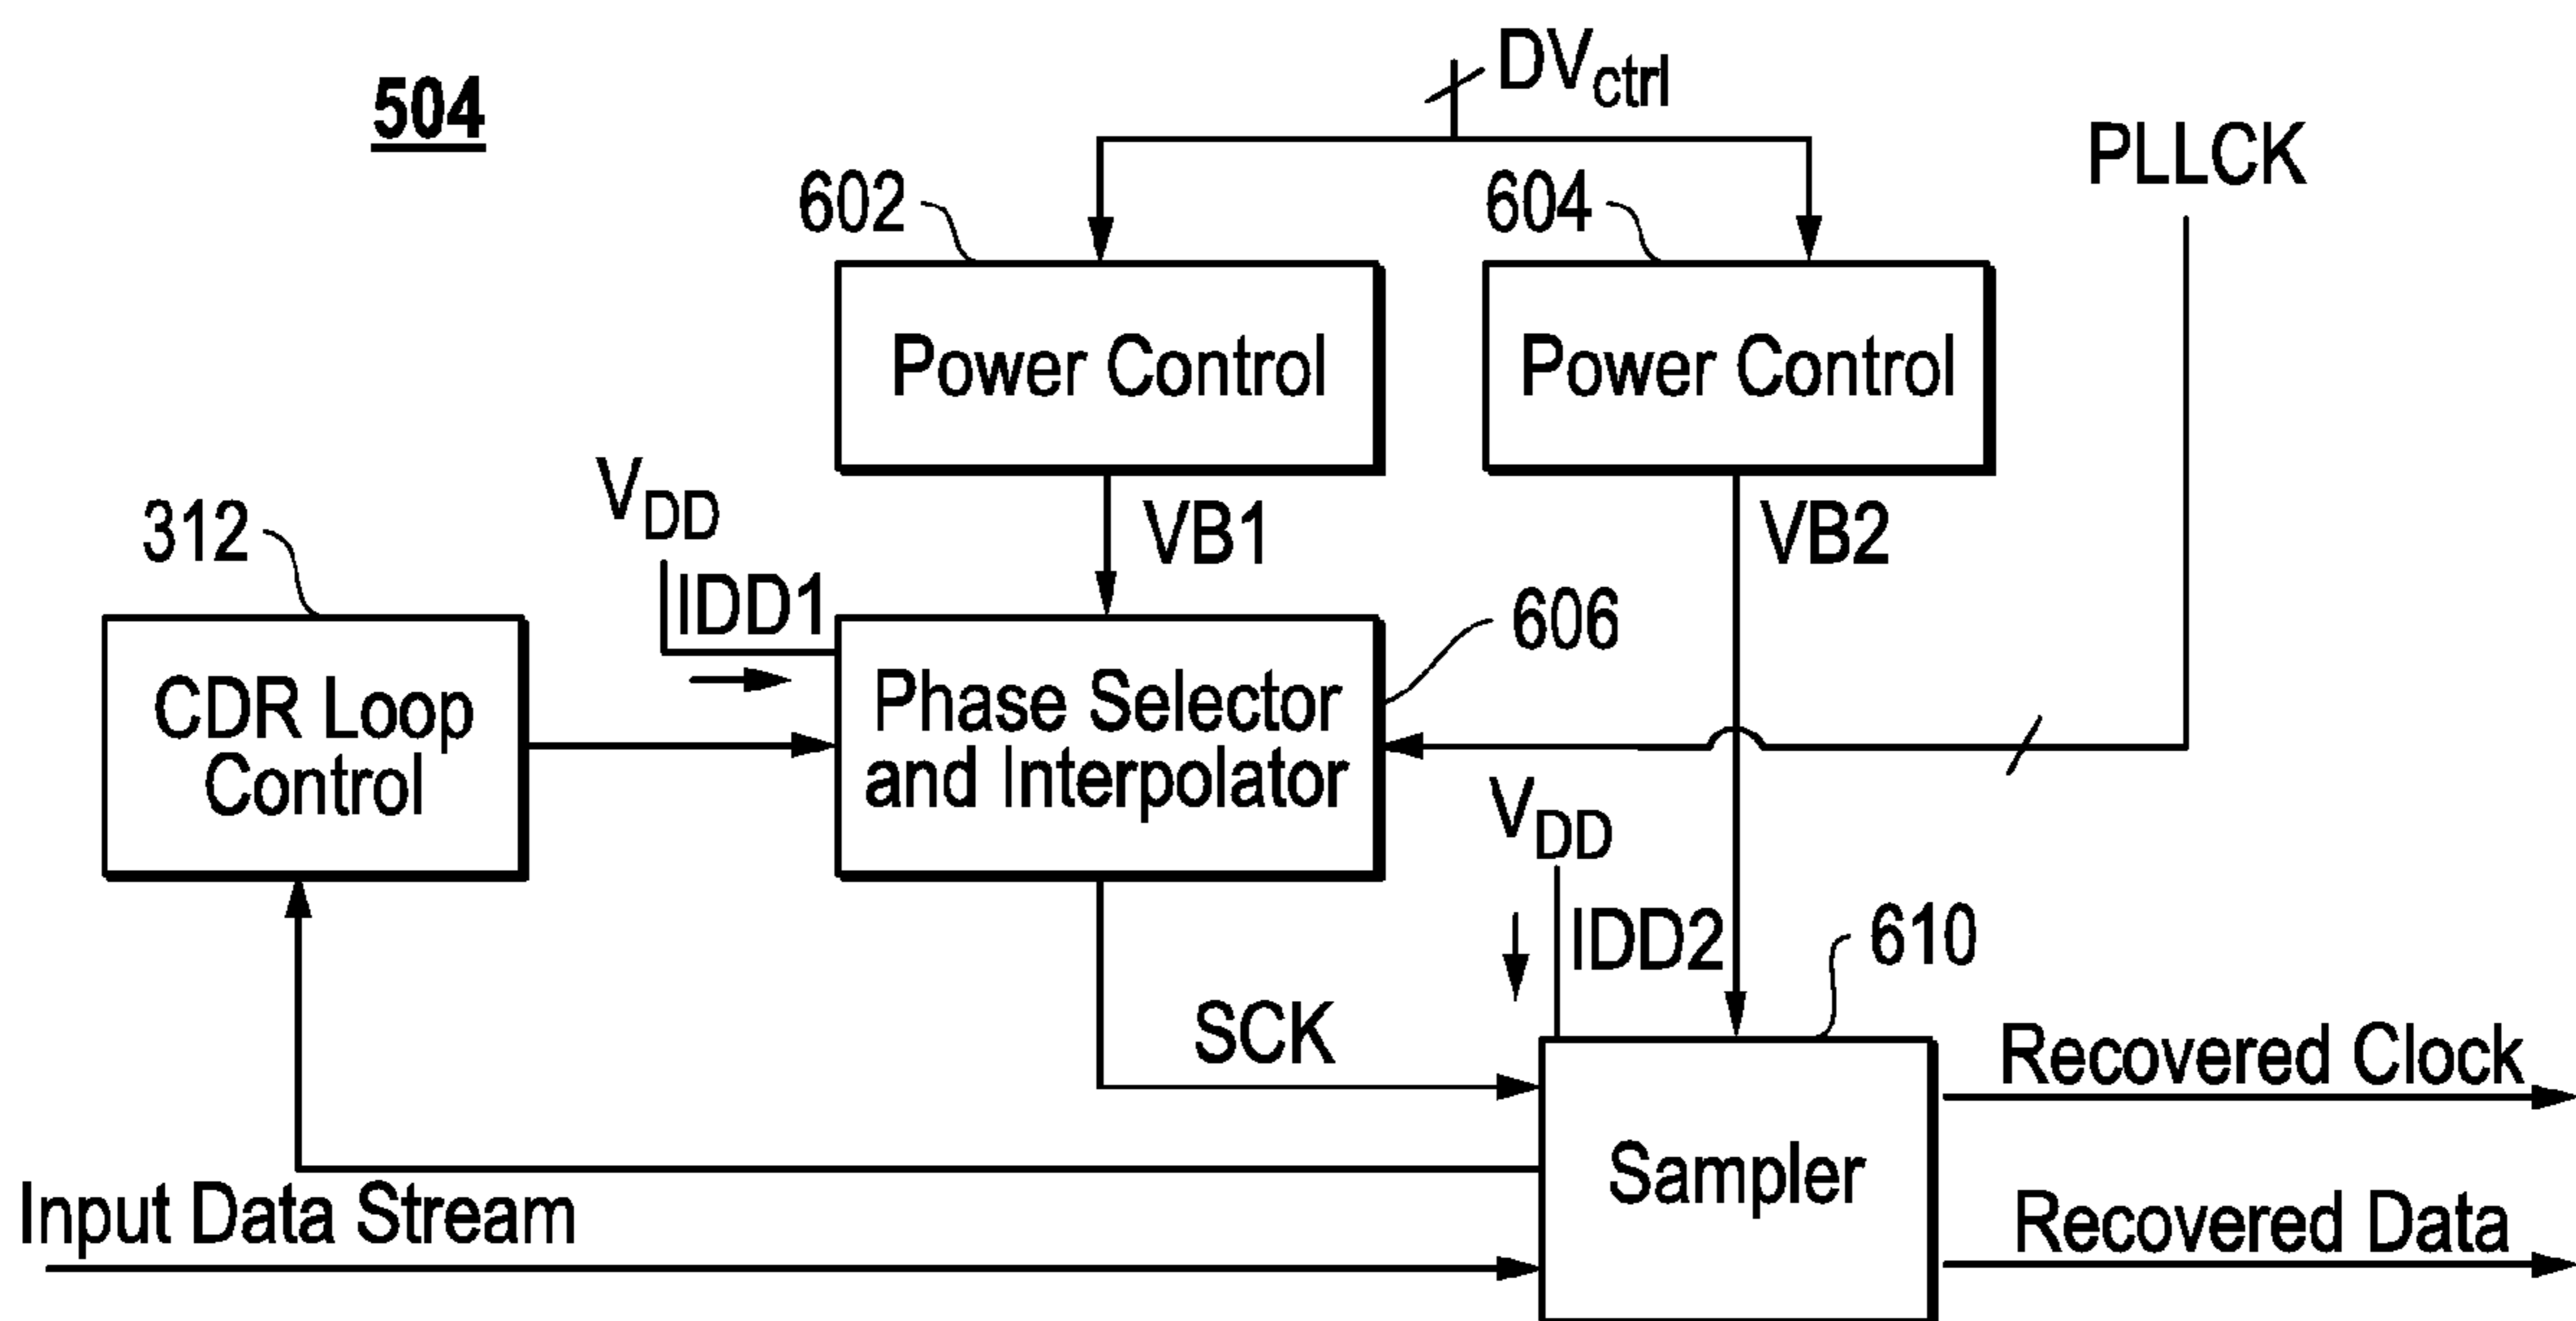 504
DVctrl
PLLCK
602
604
Power Control
Power Control
VDD
VB1
VB2
312
IDD1
606
CDR Loop
Control
Phase Selector
and Interpolator
VDD
IDD2
610
SCK
Recovered Clock
Sampler
Input Data Stream
Recovered Data